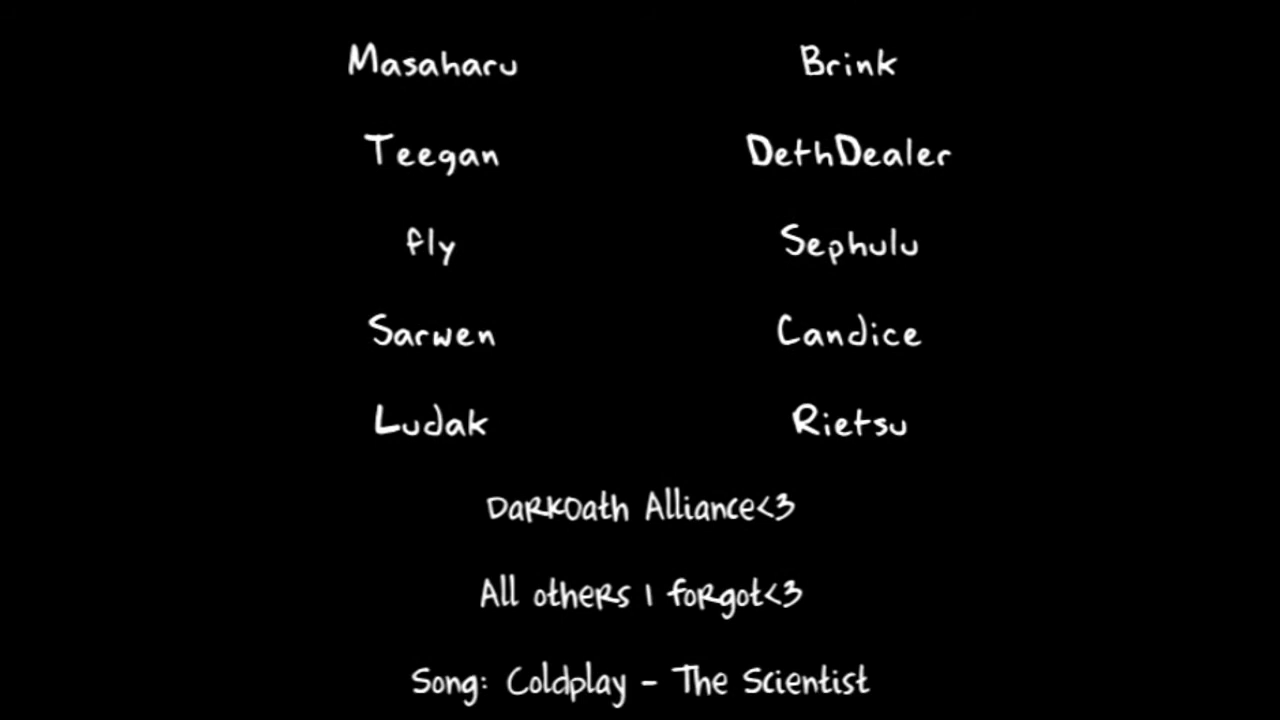 Masaharu Brink
Teegan DethDealer
fly Sephulu
Sarwen Candice
Ludak Rietsu
DarkOath Alliance<3
All others I forgot<3
Song: Coldplay - The Scientist